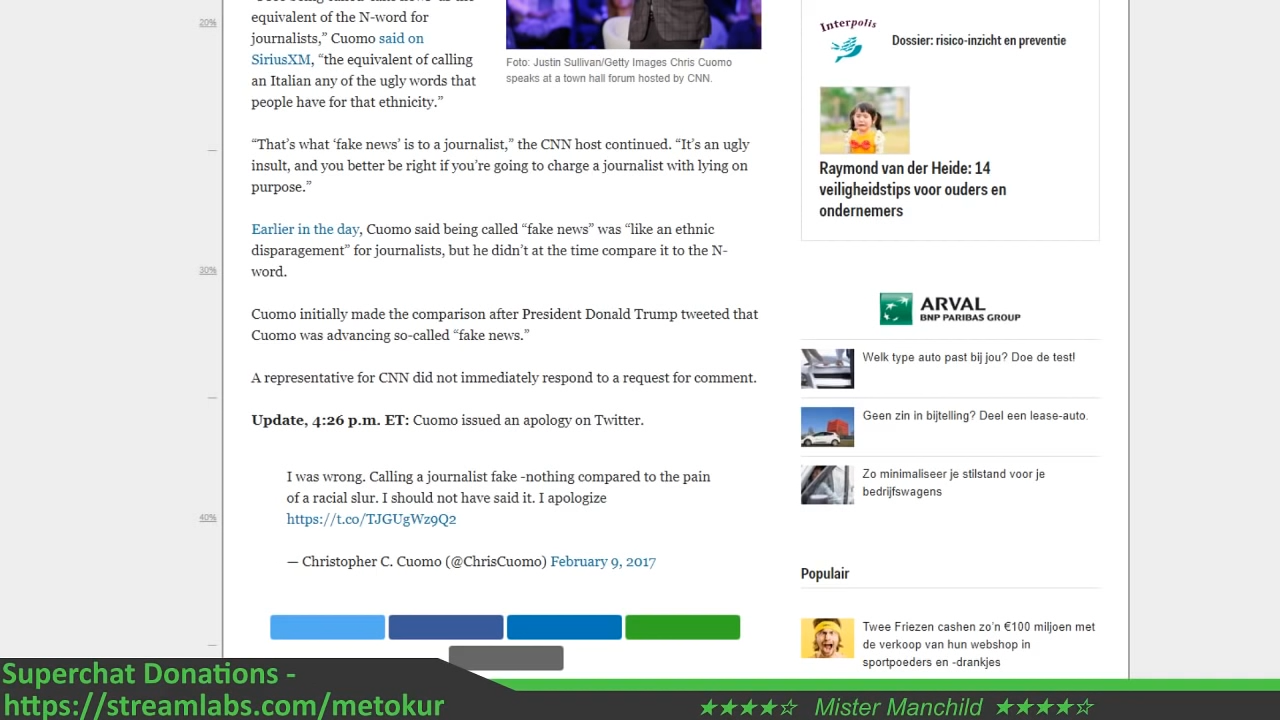 20%
equivalent of the N-word for
journalists,” Cuomo said on
SiriusXM, “the equivalent of calling
an Italian any of the ugly words that
people have for that ethnicity.”
Foto: Justin Sullivan/Getty Images Chris Cuomo
speaks at a town hall forum hosted by CNN.
“That’s what ‘fake news’ is to a journalist,” the CNN host continued. “It’s an ugly
insult, and you better be right if you’re going to charge a journalist with lying on
purpose.”
Earlier in the day, Cuomo said being called “fake news” was “like an ethnic
disparagement” for journalists, but he didn’t at the time compare it to the N-
word.
30%
Cuomo initially made the comparison after President Donald Trump tweeted that
Cuomo was advancing so-called “fake news.”
A representative for CNN did not immediately respond to a request for comment.
Update, 4:26 p.m. ET: Cuomo issued an apology on Twitter.
I was wrong. Calling a journalist fake -nothing compared to the pain
of a racial slur. I should not have said it. I apologize
https://t.co/TJGUgWz9Q2
40%
— Christopher C. Cuomo (@ChrisCuomo) February 9, 2017
Interpolis
Dossier: risico-inzicht en preventie
Raymond van der Heide: 14
veiligheidstips voor ouders en
ondernemers
ARVAL
BNP PARIBAS GROUP
Welk type auto past bij jou? Doe de test!
Geen zin in bijtelling? Deel een lease-auto.
Zo minimaliseer je stilstand voor je
bedrijfswagens
Populair
Twee Friezen cashen zo’n €100 miljoen met
de verkoop van hun webshop in
sportpoeders en -drankjes
Superchat Donations -
https://streamlabs.com/metokur
★★★★☆ Mister Manchild ★★★★☆